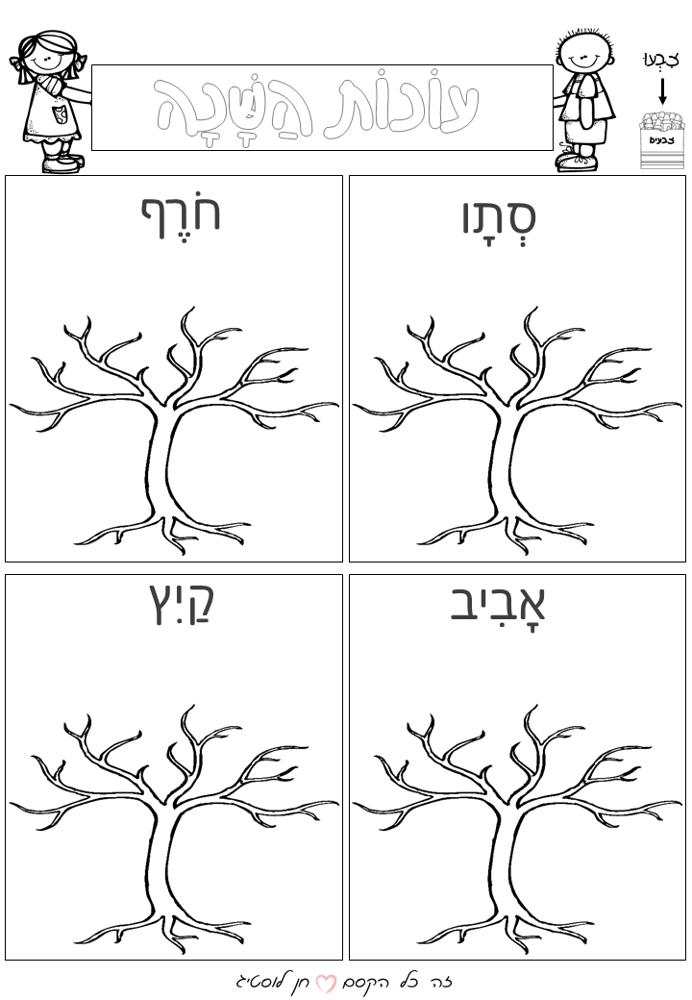 עוֹנוֹת הַשָּׁנָה
צִבְעוּ
צבעים
סְתָו
חֹרֶף
אָבִיב
קַיִץ
זה כל הקסם חן לוסטיג